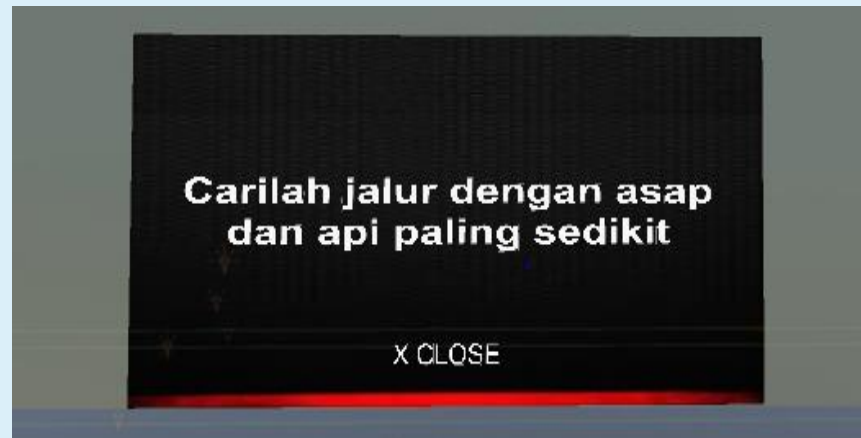 Carilah jalur dengan asap
dan api paling sedikit
X CLOSE